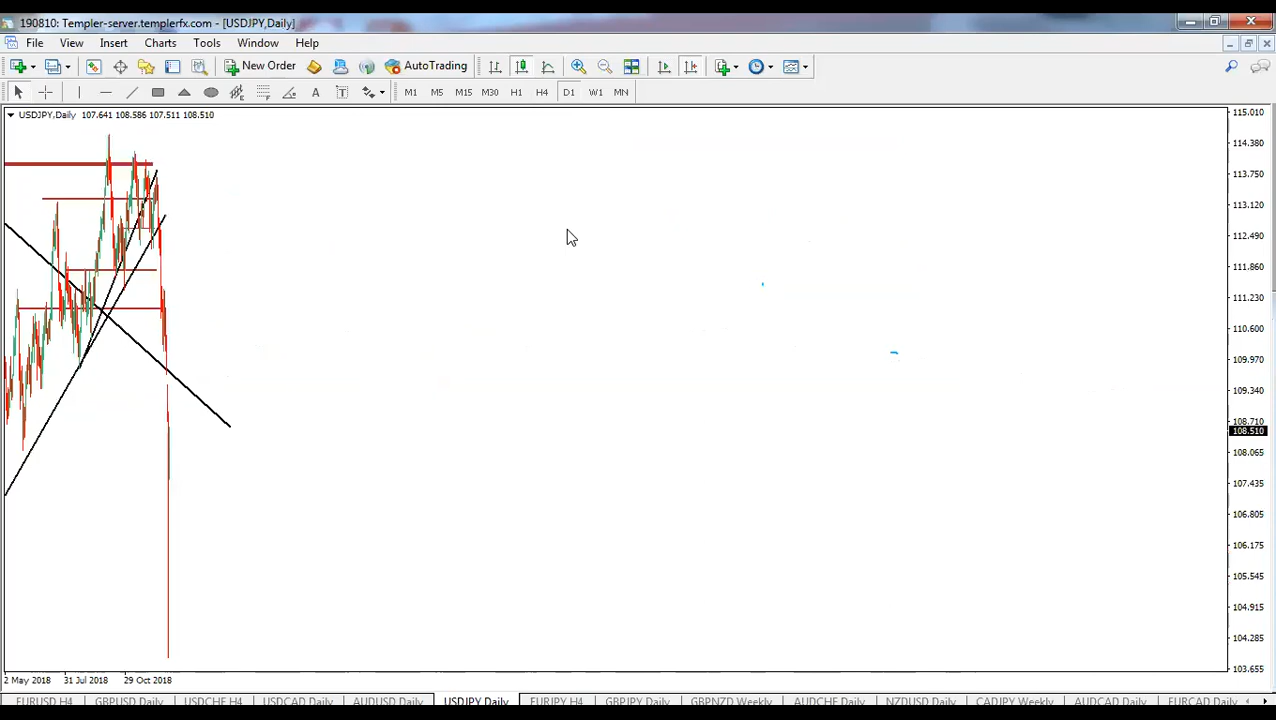 190810: Templer-server.templerfx.com - [USDJPY,Daily]
File View Insert Charts Tools Window Help
New Order AutoTrading
A T M1 M5 M15 M30 H1 H4 D1 W1 MN
USDJPY,Daily 107.641 108.586 107.511 108.510
115.010
114.380
113.750
113.120
112.490
111.860
111.230
110.600
109.970
109.340
108.710
108.510
108.065
107.435
106.805
106.175
105.545
104.915
104.285
103.655
2 May 2018 31 Jul 2018 29 Oct 2018
EURUSD H4 GBPUSD Daily USDCHF H4 USDCAD Daily AUDUSD Daily USDJPY Daily EURJPY H4 GBPJPY Daily GBPNZD Weekly AUDCHF Daily NZDUSD Daily CADJPY Weekly AUDCAD Daily EURCAD Daily